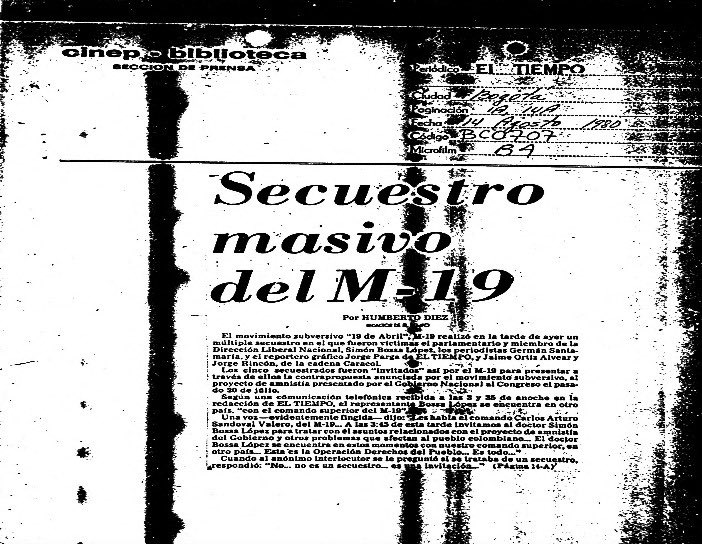 cinep - biblioteca
SECCION DE PRENSA
Periódico EL TIEMPO
Ciudad Bogota
Paginación 1A 14A
Fecha 14 Agosto 1980
Código BC0707
Microfilm B4
Secuestro
masivo
del M-19
Por HUMBERTO DIEZ
El movimiento subversivo "19 de Abril", M-19 realizó en la tarde de ayer un
múltiple secuestro en el que fueron víctimas el parlamentario y miembro de la
Dirección Liberal Nacional, Simón Bossa López, los periodistas Germán Santa-
maría, y el reportero gráfico Jorge Parga de EL TIEMPO, y Jaime Ortiz Alvear y
Jorge Rincón, de la cadena Caracol.
Los cinco secuestrados fueron "invitados" así por el M-19 para presentar a
través de ellos la contrapropuesta anunciada por el movimiento subversivo, al
proyecto de amnistía presentado por el Gobierno Nacional al Congreso el pasa-
do 20 de julio.
Según una comunicación telefónica recibida a las 8 y 35 de anoche en la
redacción de EL TIEMPO, el representante Bossa López se encuentra en otro
país, "con el comando superior del M-19".
Una voz —evidentemente fingida— dijo: "Les habla el comando Carlos Arturo
Sandoval Valero, del M-19... A las 3:45 de esta tarde invitamos al doctor Simón
Bossa López para tratar con él asuntos relacionados con el proyecto de amnistía
del Gobierno y otros problemas que afectan al pueblo colombiano... El doctor
Bossa López se encuentra en estos momentos con nuestro comando superior, en
otro país... Esta es la Operación Derechos del Pueblo... Es todo..."
Cuando al anónimo interlocutor se le preguntó si se trataba de un secuestro,
respondió: "No... no es un secuestro... es una invitación..." (Página 14-A)